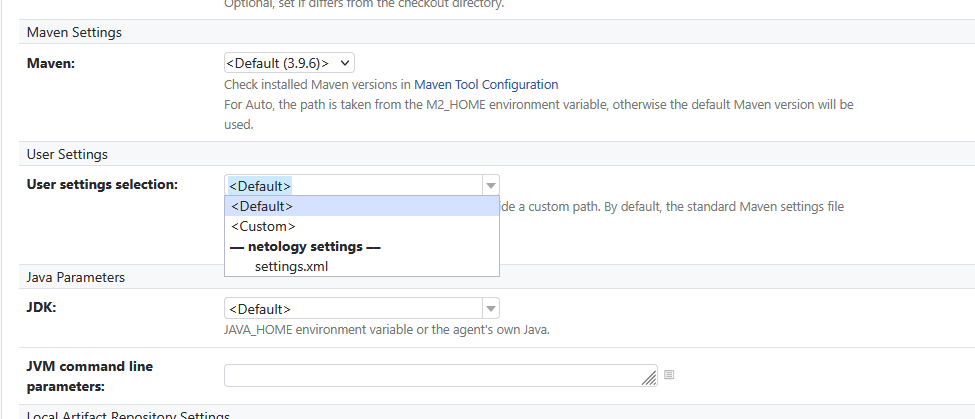 Optional, set if differs from the checkout directory.
Maven Settings
Maven:
<Default (3.9.6)>
Check installed Maven versions in Maven Tool Configuration
For Auto, the path is taken from the M2_HOME environment variable, otherwise the default Maven version will be
used.
User Settings
User settings selection:
<Default>
<Default>
ide a custom path. By default, the standard Maven settings file
<Custom>
— netology settings —
settings.xml
Java Parameters
JDK:
<Default>
JAVA_HOME environment variable or the agent's own Java.
JVM command line
parameters:
Local Artifact Repository Settings